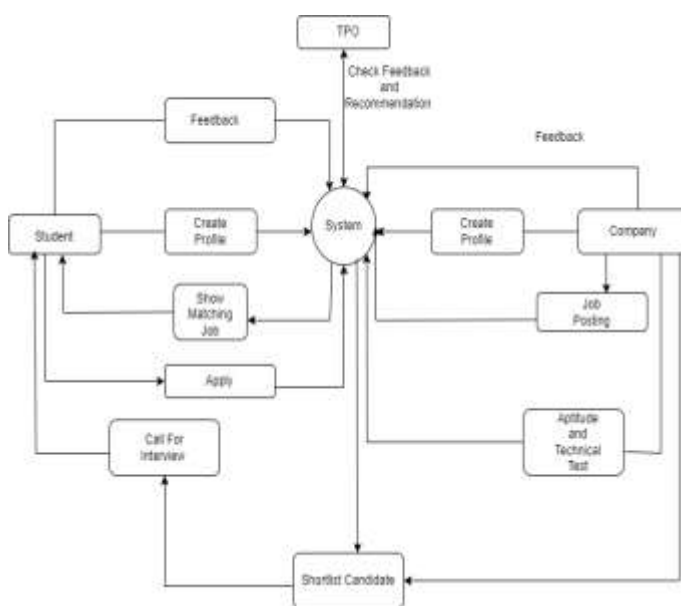 TPO
Check Feedback
and
Recommendation
Feedback
Feedback
Student
Create
Profile
System
Create
Profile
Company
Show
Matching
Job
Job
Posting
Apply
Call For
Interview
Aptitude
and
Technical
Test
Shortlist Candidate